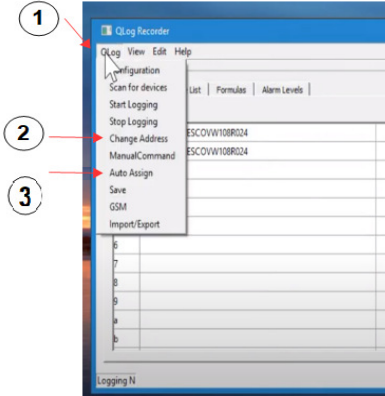 1
QLog Recorder
QLog View Edit Help
Configuration
Scan for devices
List Formulas Alarm Levels
Start Logging
Stop Logging
2
Change Address
ESCOVW108R024
ManualCommand
ESCOVW108R024
3
Auto Assign
Save
GSM
Import/Export
6
7
8
9
a
b
Logging N